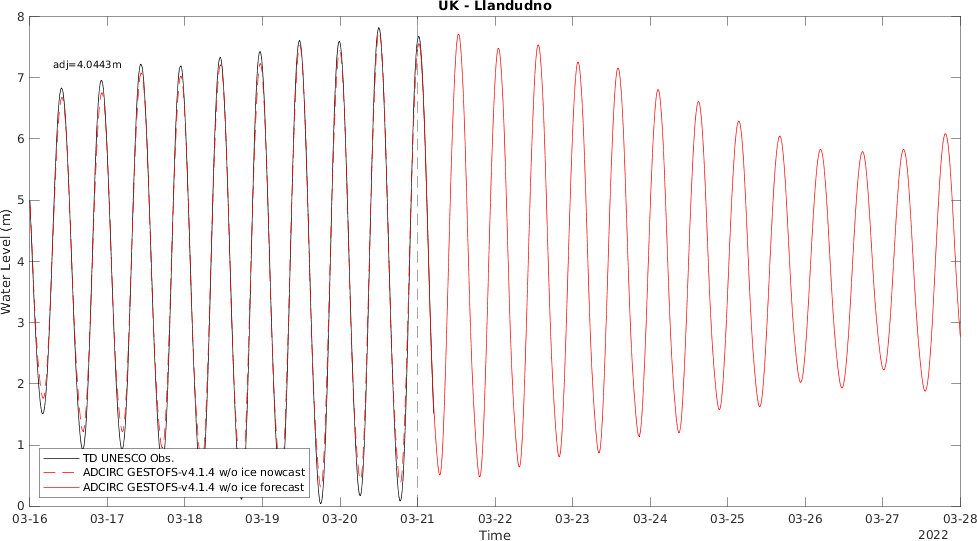 UK - Llandudno
adj=4.0443m
8
7
6
5
4
3
2
1
0
Water Level (m)
TD UNESCO Obs.
ADCIRC GESTOFS-v4.1.4 w/o ice nowcast
ADCIRC GESTOFS-v4.1.4 w/o ice forecast
03-16 03-17 03-18 03-19 03-20 03-21 03-22 03-23 03-24 03-25 03-26 03-27 03-28
Time
2022